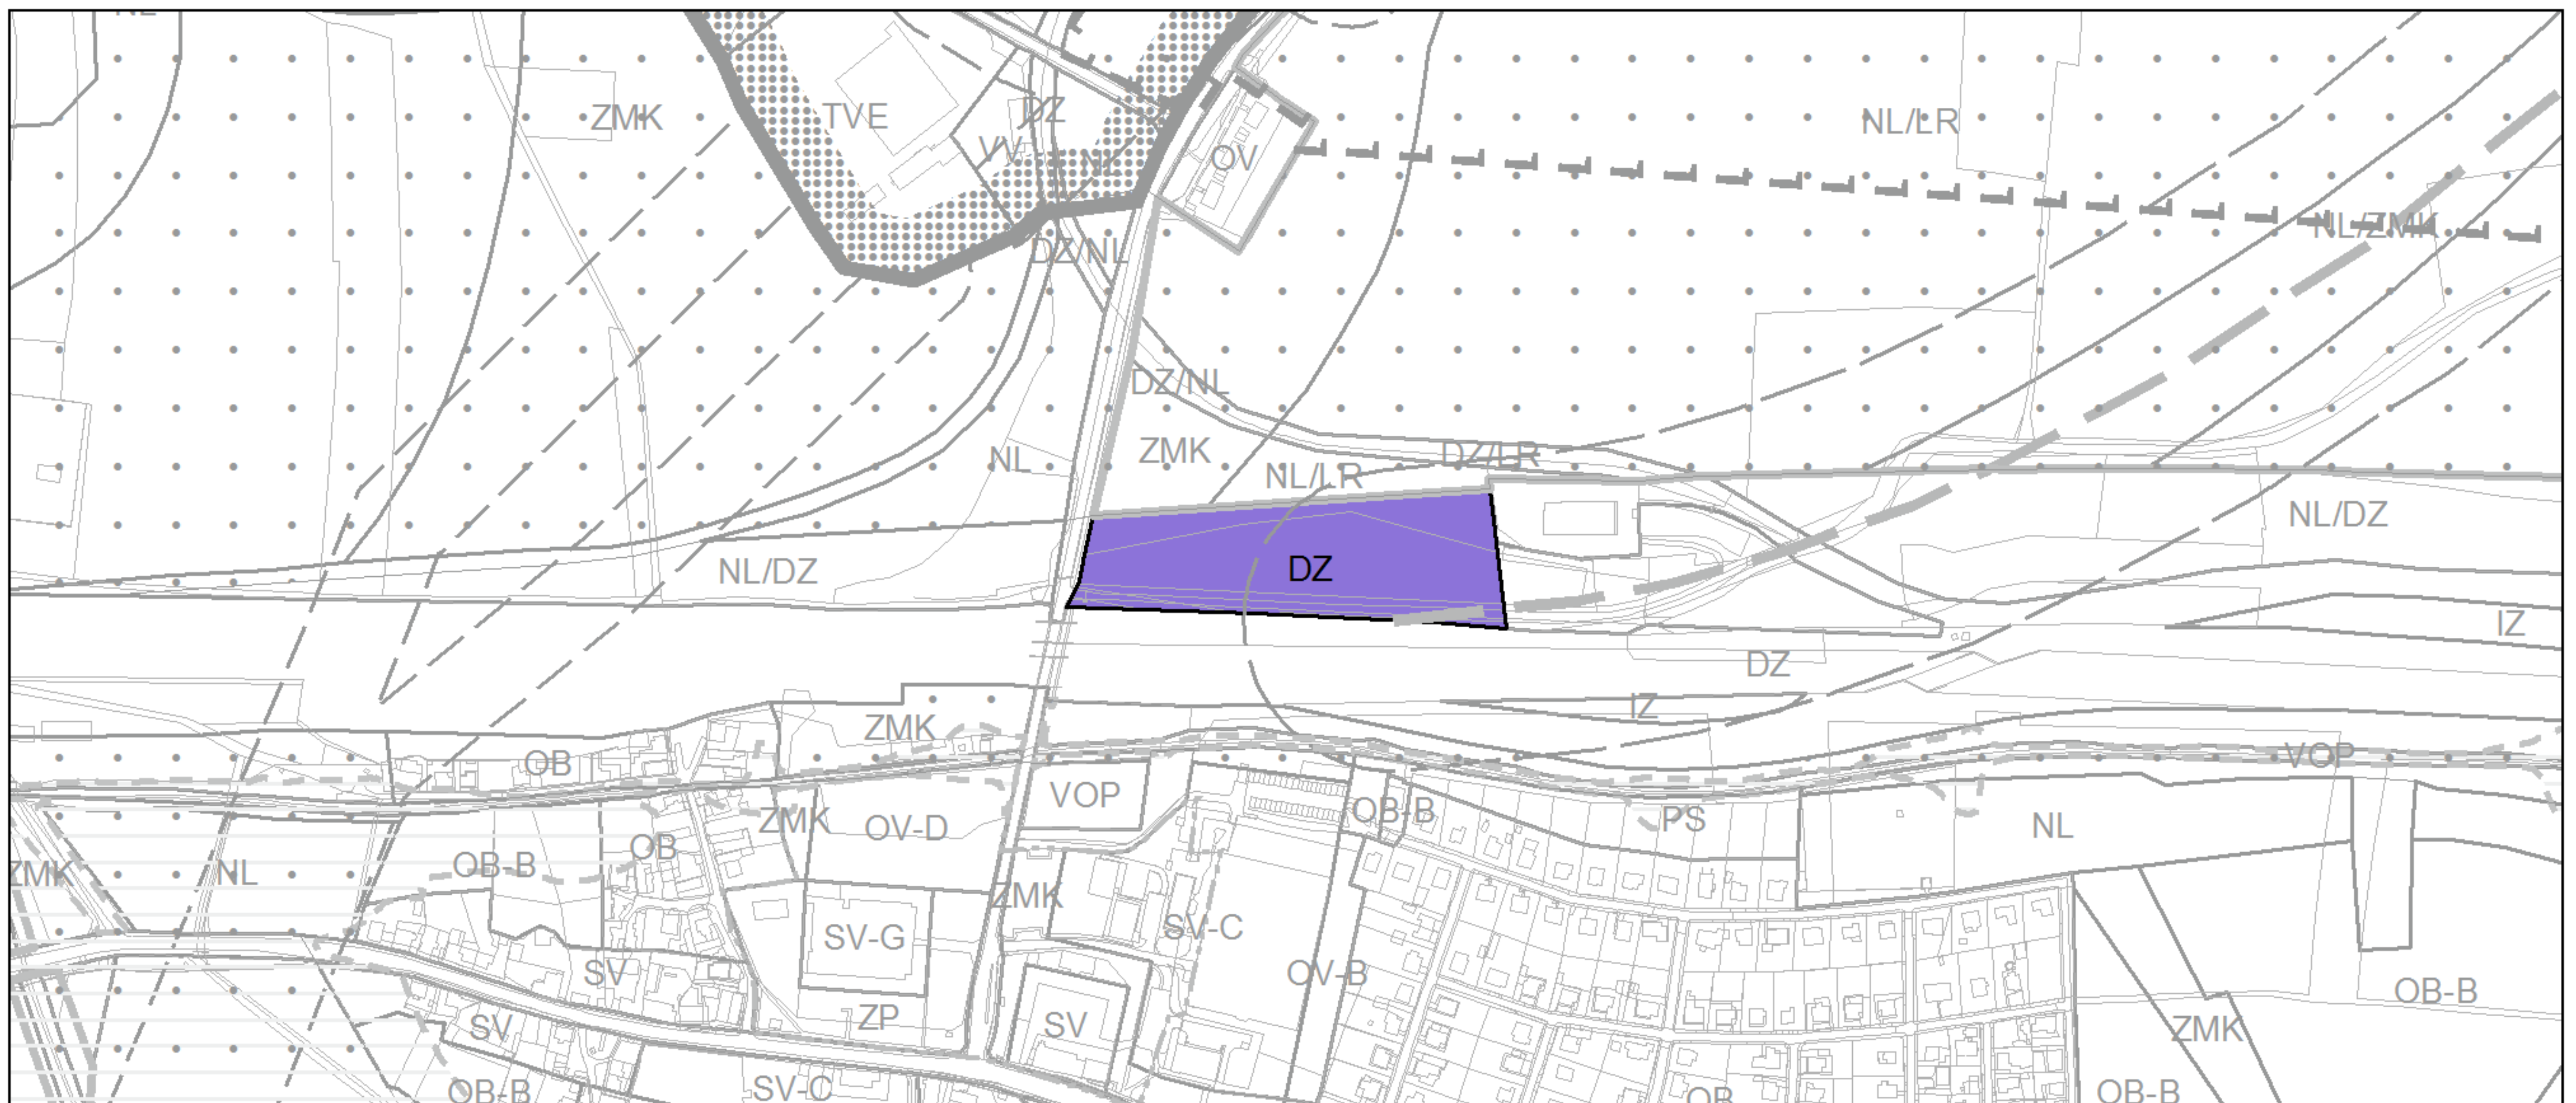 ZMK
TVE
DZ
NL/LR
VV
NL
OV
NL/ZMK
DZ/NL
DZ/NL
ZMK
NL
DZ/LR
NL/LR
NL/DZ
NL/DZ
DZ
IZ
DZ
IZ
ZMK
OB
VOP
VOP
OB-B
ZMK
OV-D
PS
NL
OB
OB-B
ZMK
NL
ZMK
SV-C
SV-G
SV
OV-B
OB-B
ZP
SV
SV
ZMK
SV-C
OB-B
OB
OB-B